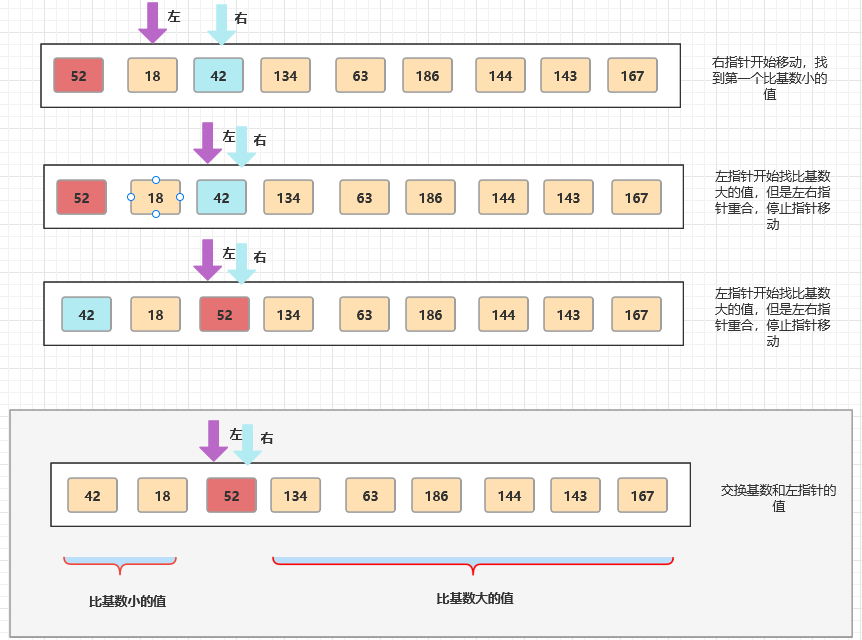 左 右
52 18 42 134 63 186 144 143 167
右指针开始移动，找
到第一个比基数小的
值
左 右
52 18 42 134 63 186 144 143 167
左指针开始找比基数
大的值，但是左右指
针重合，停止指针移
动
左 右
42 18 52 134 63 186 144 143 167
左指针开始找比基数
大的值，但是左右指
针重合，停止指针移
动
左 右
42 18 52 134 63 186 144 143 167
交换基数和左指针的
值
比基数小的值 比基数大的值